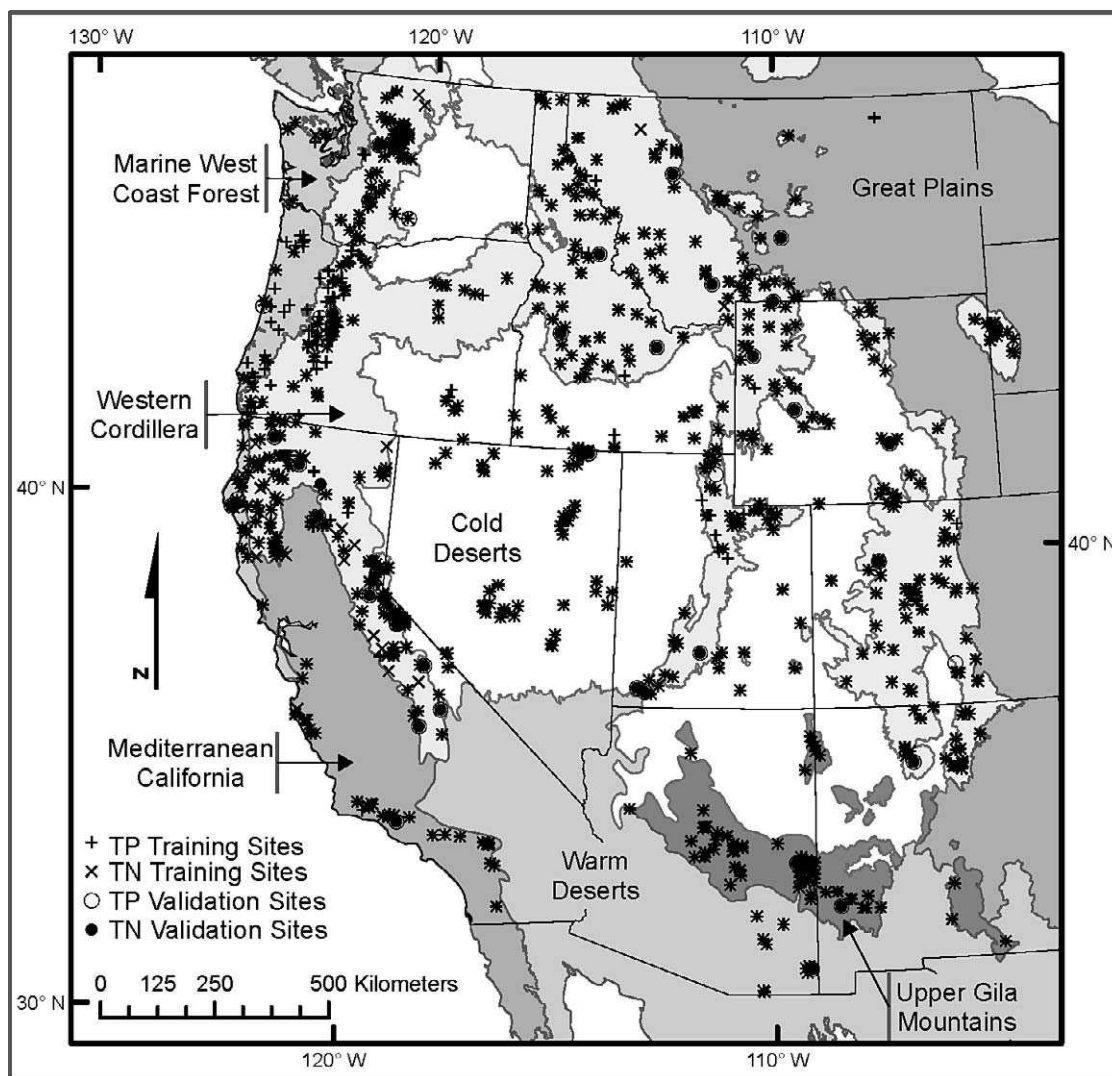 130° W
120° W
110° W
Marine West
Coast Forest
Great Plains
Western
Cordillera
40° N
Cold
Deserts
40° N
N
Mediterranean
California
+ TP Training Sites
× TN Training Sites
○ TP Validation Sites
● TN Validation Sites
Warm
Deserts
0 125 250 500 Kilometers
30° N
Upper Gila
Mountains
120° W
110° W